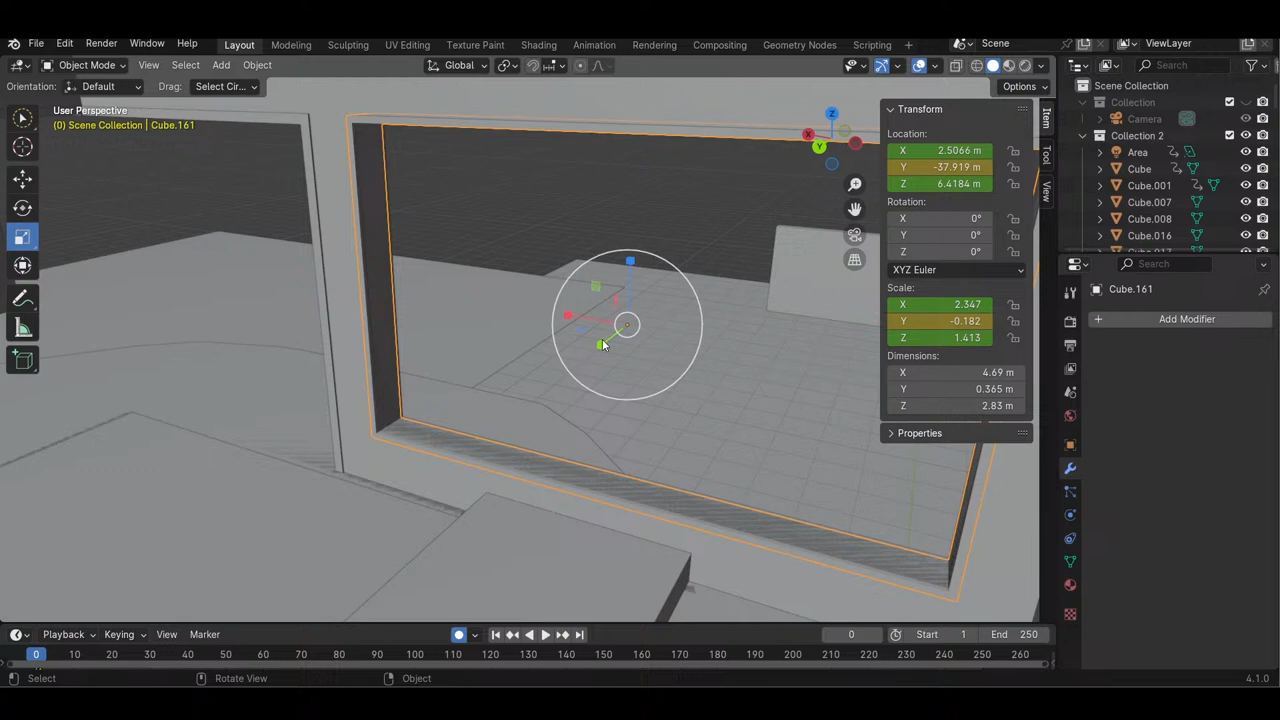 File Edit Render Window Help Layout Modeling Sculpting UV Editing Texture Paint Shading Animation Rendering Compositing Geometry Nodes Scripting + Scene ViewLayer
Object Mode View Select Add Object Global Search
Orientation: Default Drag: Select Cir... Options
User Perspective
(0) Scene Collection | Cube.161
Z
X
Y
Transform
Location:
X 2.5066 m
Y -37.919 m
Z 6.4184 m
Rotation:
X 0°
Y 0°
Z 0°
XYZ Euler
Scale:
X 2.347
Y -0.182
Z 1.413
Dimensions:
X 4.69 m
Y 0.365 m
Z 2.83 m
Properties
Item
Tool
View
Scene Collection
Collection
Camera
Collection 2
Area
Cube
Cube.001
Cube.007
Cube.008
Cube.016
Search
Cube.161
+ Add Modifier
Playback Keying View Marker 0 Start 1 End 250
0 10 20 30 40 50 60 70 80 90 100 110 120 130 140 150 160 170 180 190 200 210 220 230 240 250 260
Select Rotate View Object 4.1.0